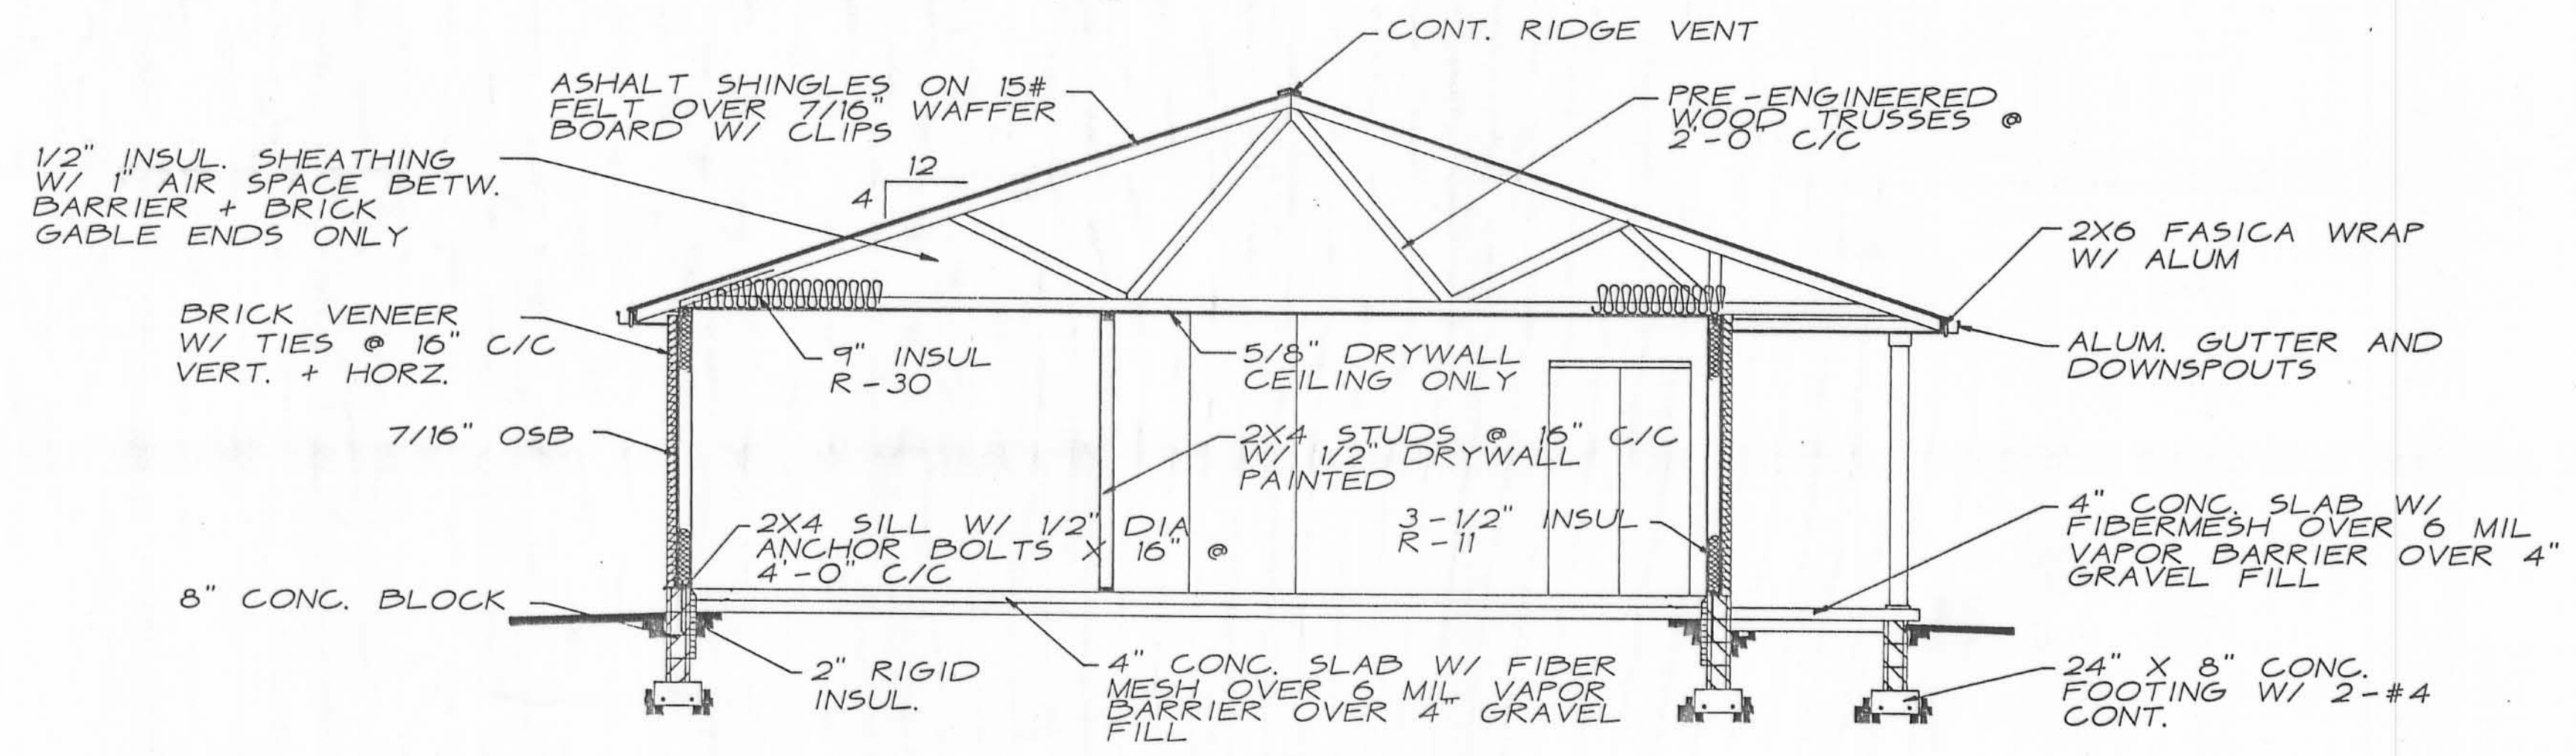 CONT. RIDGE VENT
ASHALT SHINGLES ON 15#
FELT OVER 7/16" WAFFER
BOARD W/ CLIPS
PRE-ENGINEERED
WOOD TRUSSES @
2'-0" C/C
1/2" INSUL. SHEATHING
W/ 1" AIR SPACE BETW.
BARRIER + BRICK
GABLE ENDS ONLY
12
4
2X6 FASICA WRAP
W/ ALUM
BRICK VENEER
W/ TIES @ 16" C/C
VERT. + HORZ.
9" INSUL
R-30
5/8" DRYWALL
CEILING ONLY
ALUM. GUTTER AND
DOWNSPOUTS
7/16" OSB
2X4 STUDS @ 16" C/C
W/ 1/2" DRYWALL
PAINTED
2X4 SILL W/ 1/2" DIA
ANCHOR BOLTS X 16" @
4'-0" C/C
3-1/2" INSUL
R-11
4" CONC. SLAB W/
FIBERMESH OVER 6 MIL
VAPOR BARRIER OVER 4"
GRAVEL FILL
8" CONC. BLOCK
2" RIGID
INSUL.
4" CONC. SLAB W/ FIBER
MESH OVER 6 MIL VAPOR
BARRIER OVER 4" GRAVEL
FILL
24" X 8" CONC.
FOOTING W/ 2-#4
CONT.